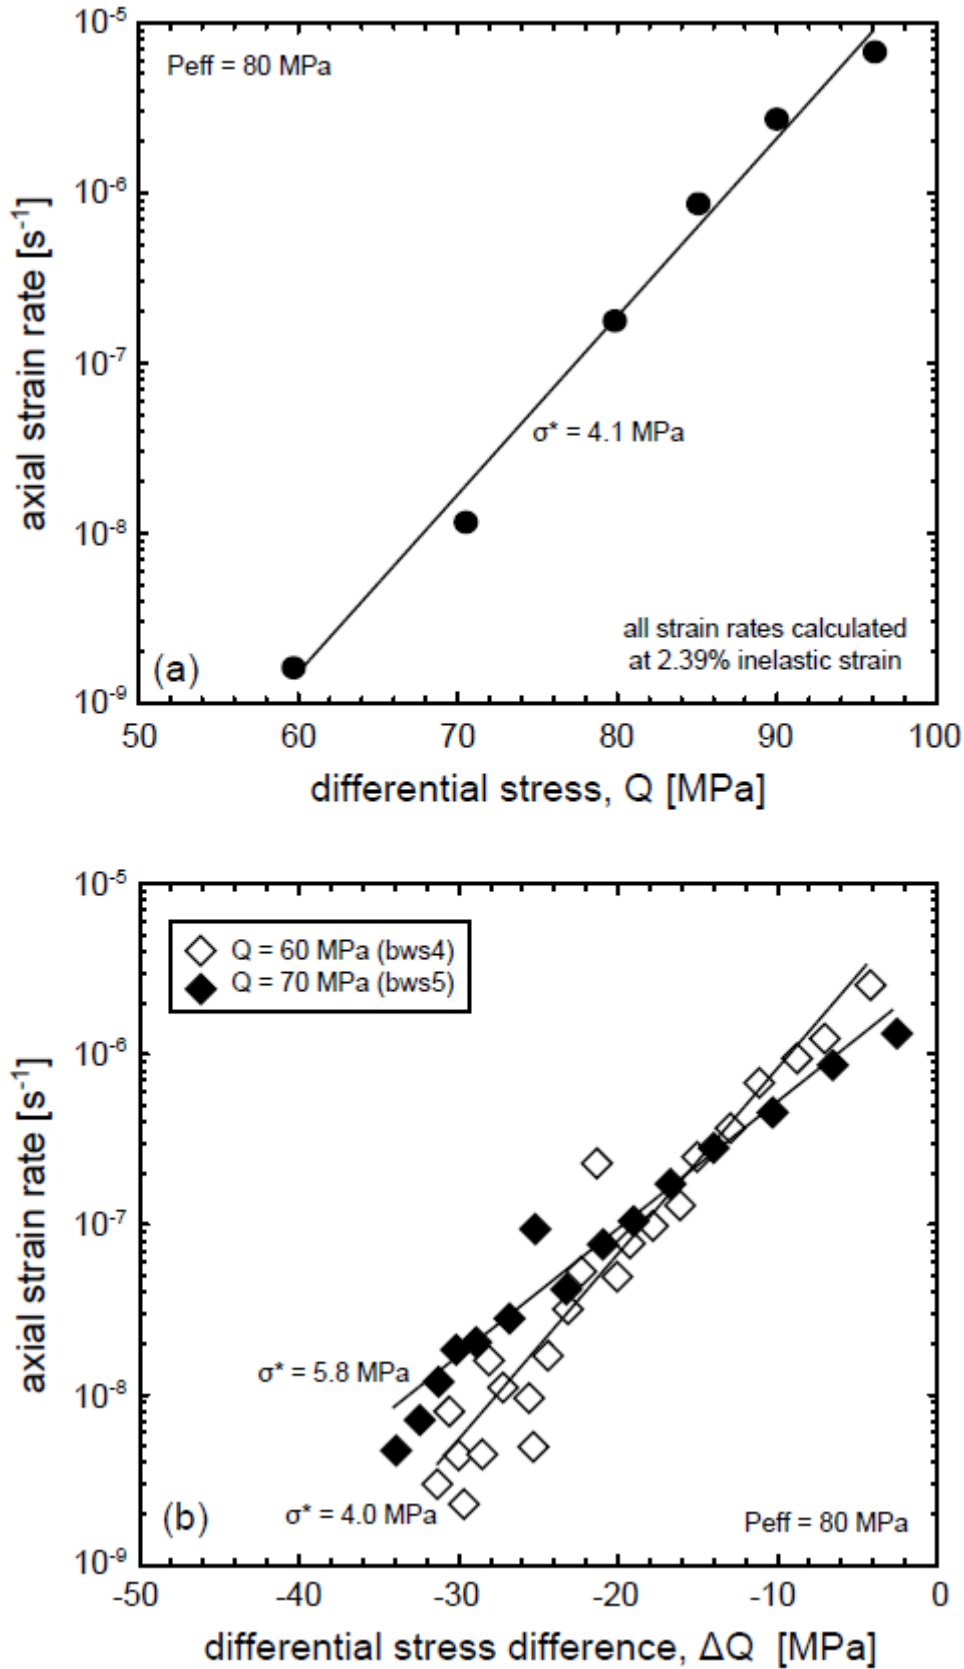 10⁻⁵
Peff = 80 MPa
10⁻⁶
axial strain rate [s⁻¹]
10⁻⁷
σ* = 4.1 MPa
10⁻⁸
all strain rates calculated
at 2.39% inelastic strain
(a)
10⁻⁹
50 60 70 80 90 100
differential stress, Q [MPa]
10⁻⁵
Q = 60 MPa (bws4)
Q = 70 MPa (bws5)
10⁻⁶
axial strain rate [s⁻¹]
10⁻⁷
σ* = 5.8 MPa
10⁻⁸
σ* = 4.0 MPa
(b)
Peff = 80 MPa
10⁻⁹
-50 -40 -30 -20 -10 0
differential stress difference, ΔQ [MPa]